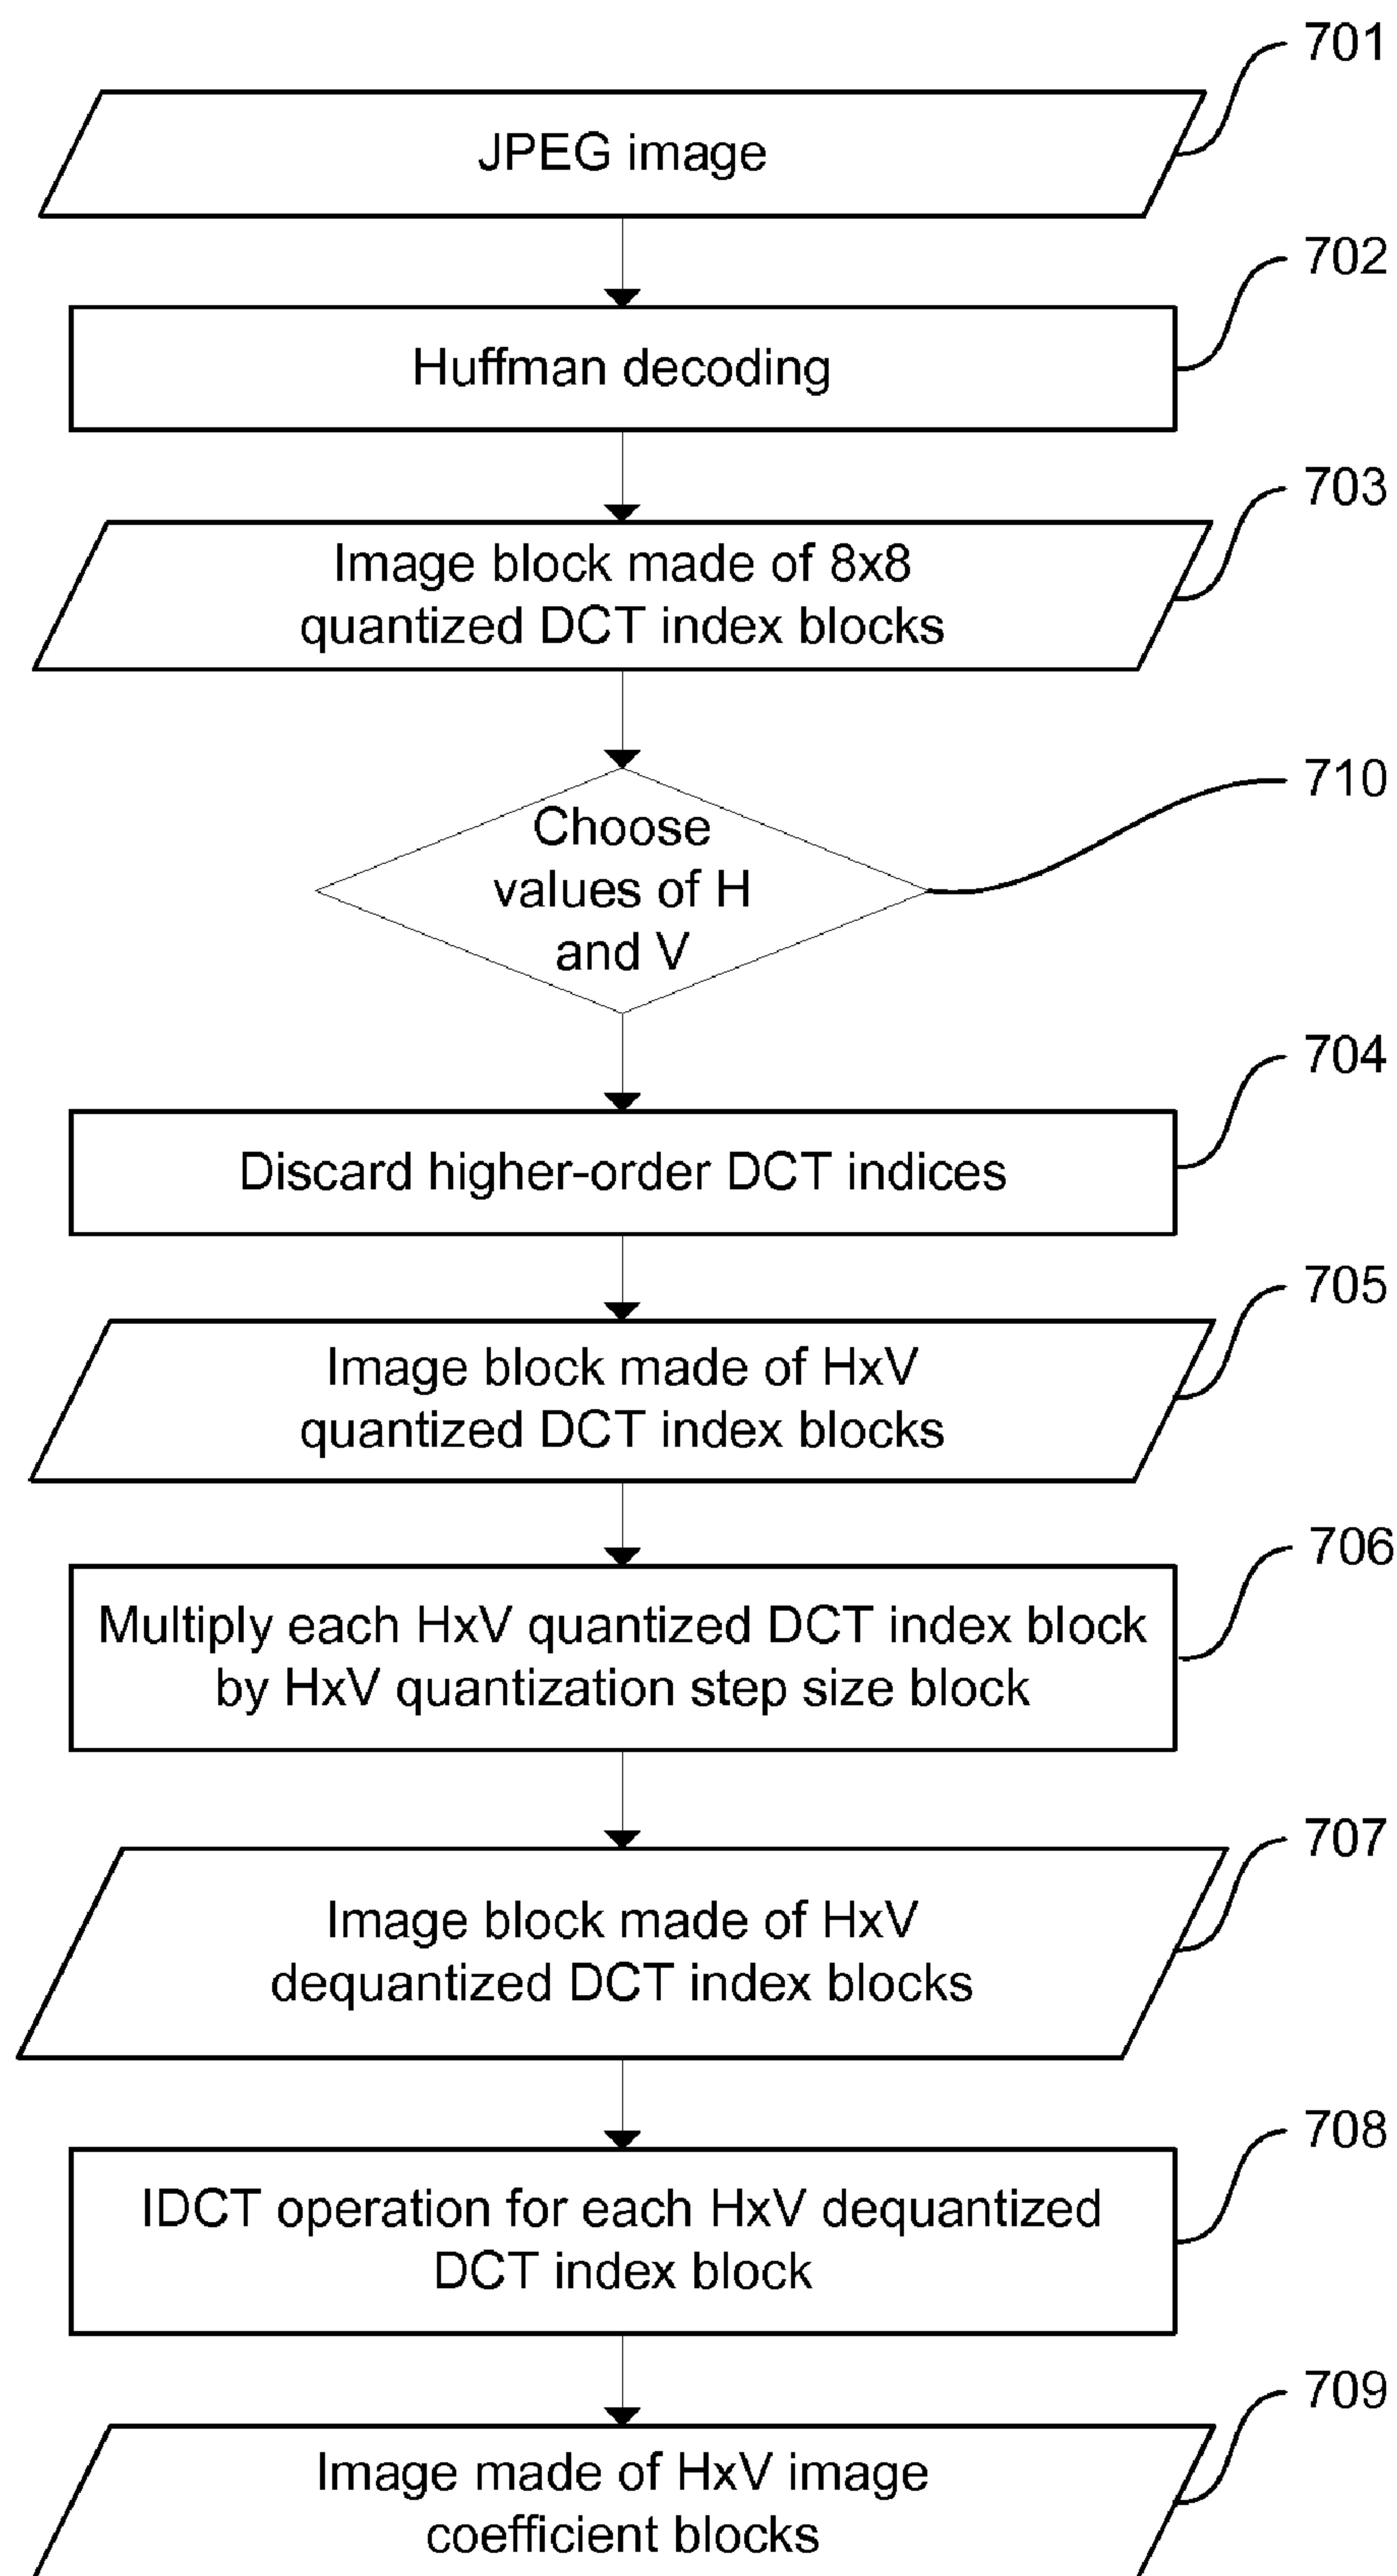 701
JPEG image
702
Huffman decoding
703
Image block made of 8x8
quantized DCT index blocks
710
Choose
values of H
and V
704
Discard higher-order DCT indices
705
Image block made of HxV
quantized DCT index blocks
706
Multiply each HxV quantized DCT index block
by HxV quantization step size block
707
Image block made of HxV
dequantized DCT index blocks
708
IDCT operation for each HxV dequantized
DCT index block
709
Image made of HxV image
coefficient blocks